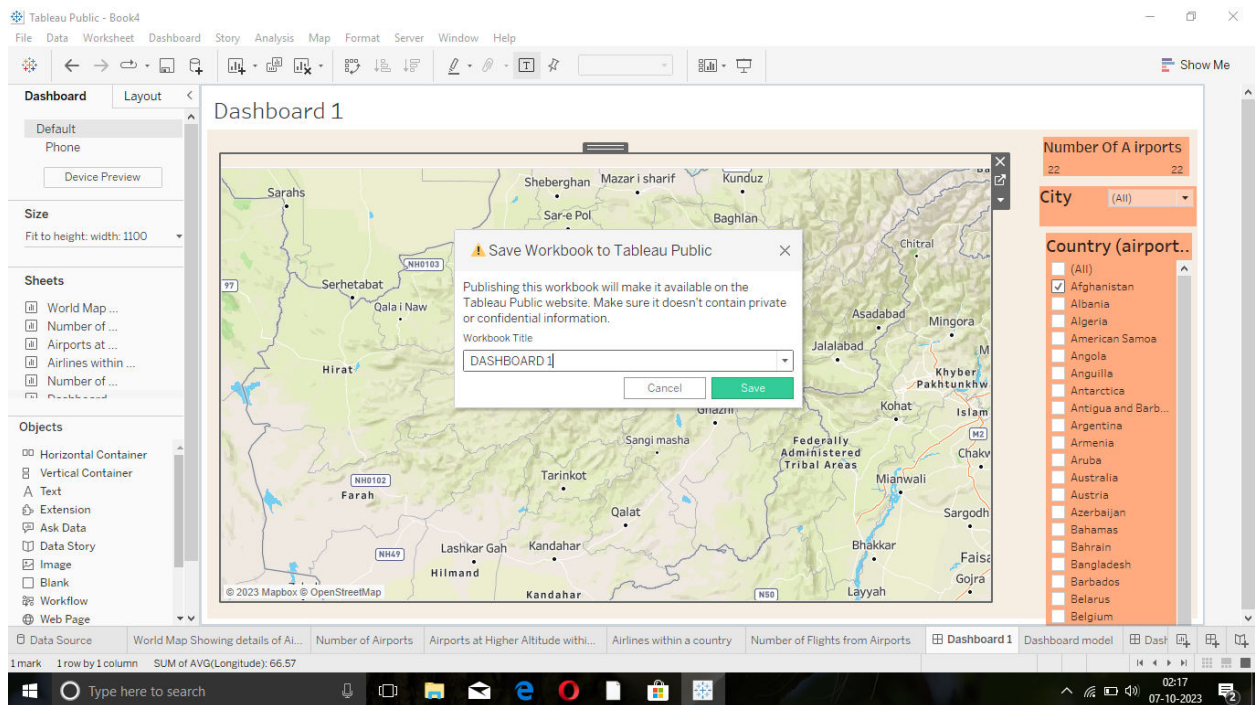 Tableau Public - Book4
File Data Worksheet Dashboard Story Analysis Map Format Server Window Help
Show Me
Dashboard Layout
Default
Phone
Device Preview
Size
Fit to height: width: 1100
Sheets
World Map ...
Number of ...
Airports at ...
Airlines within ...
Number of ...
Objects
Horizontal Container
Vertical Container
Text
Extension
Ask Data
Data Story
Image
Blank
Workflow
Web Page
Dashboard 1
Sarahs
Sheberghan
Mazar i sharif
Kunduz
Sar-e Pol
Baghlan
Chitral
NH0103
97
Serhetabat
Qala i Naw
Asadabad
Mingora
Jalalabad
M
Hirat
Khyber
Pakhtunkhw
Kohat
Islam
Ghazni
Sangi masha
Federally
Administered
Tribal Areas
M2
Chakw
Tarinkot
Mianwali
NH0102
Farah
Qalat
Sargodh
NH49
Lashkar Gah
Kandahar
Bhakkar
Faisa
Hilmand
Gojra
Kandahar
N50
Layyah
© 2023 Mapbox © OpenStreetMap
Save Workbook to Tableau Public
Publishing this workbook will make it available on the
Tableau Public website. Make sure it doesn't contain private
or confidential information.
Workbook Title
DASHBOARD 1
Cancel Save
Number Of A irports
22 22
City (All)
Country (airport..
(All)
Afghanistan
Albania
Algeria
American Samoa
Angola
Anguilla
Antarctica
Antigua and Barb...
Argentina
Armenia
Aruba
Australia
Austria
Azerbaijan
Bahamas
Bahrain
Bangladesh
Barbados
Belarus
Belgium
Data Source World Map Showing details of Ai... Number of Airports Airports at Higher Altitude withi... Airlines within a country Number of Flights from Airports Dashboard 1 Dashboard model Dash
1 mark 1 row by 1 column SUM of AVG(Longitude): 66.57
Type here to search
02:17
07-10-2023
2